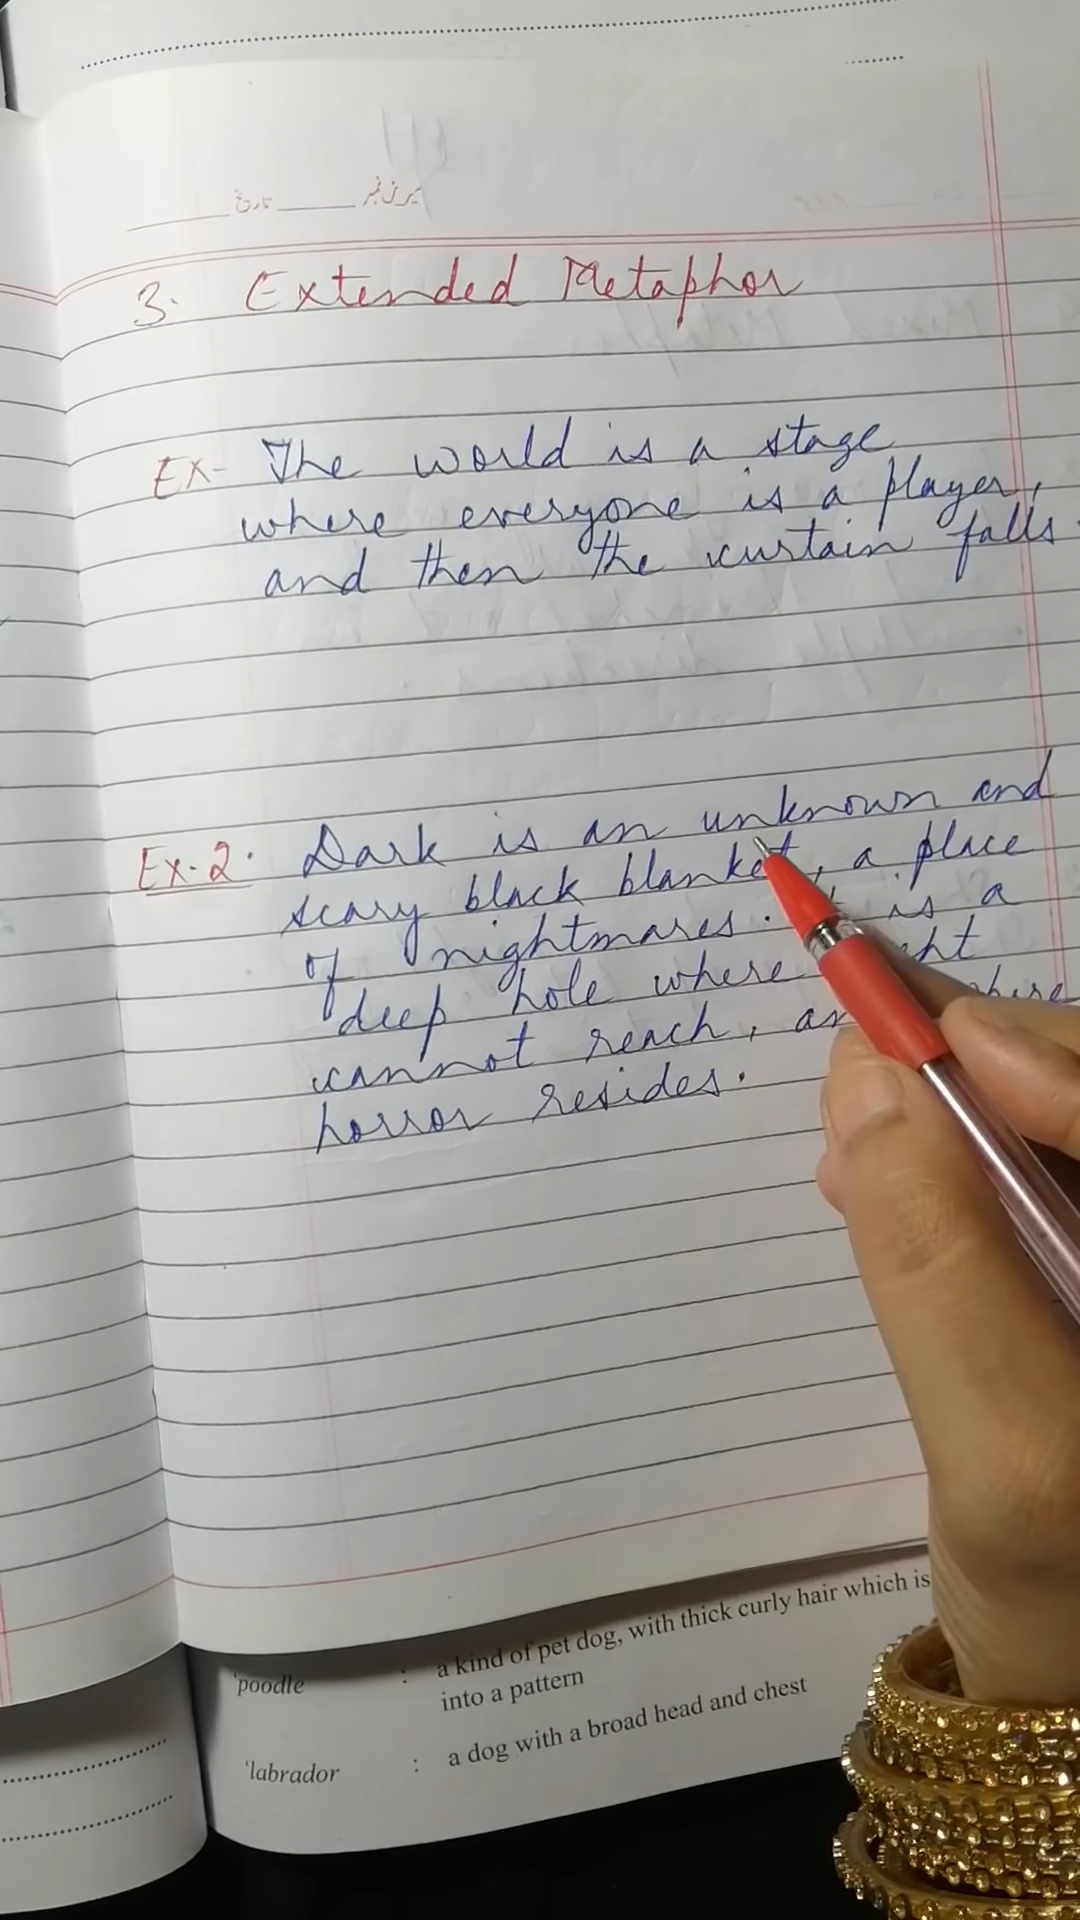 سیریل نمبر ______ تاریخ ______
3. Extended Metaphor
Ex- The world is a stage
where everyone is a player,
and then the curtain falls.
Ex-2. Dark is an unknown and
scary black blanket, a place
of nightmares. is a
deep hole where
cannot reach,
horror resides.
'poodle : a kind of pet dog, with thick curly hair which is
into a pattern
'labrador : a dog with a broad head and chest